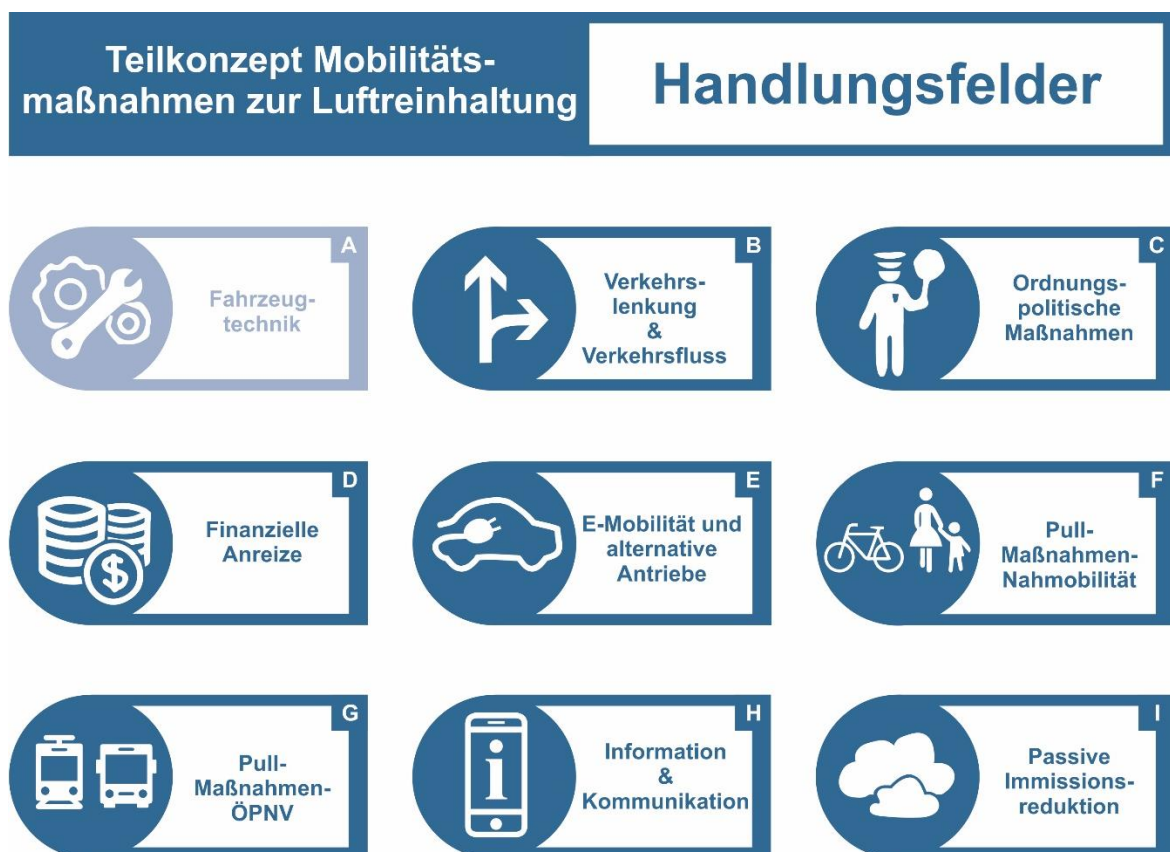 Teilkonzept Mobilitäts-
maßnahmen zur Luftreinhaltung
Handlungsfelder
A
Fahrzeug-
technik
B
Verkehrs-
lenkung
&
Verkehrsfluss
C
Ordnungs-
politische
Maßnahmen
D
Finanzielle
Anreize
$
E
E-Mobilität und
alternative
Antriebe
F
Pull-
Maßnahmen-
Nahmobilität
G
Pull-
Maßnahmen-
ÖPNV
H
i
Information
&
Kommunikation
I
Passive
Immissions-
reduktion